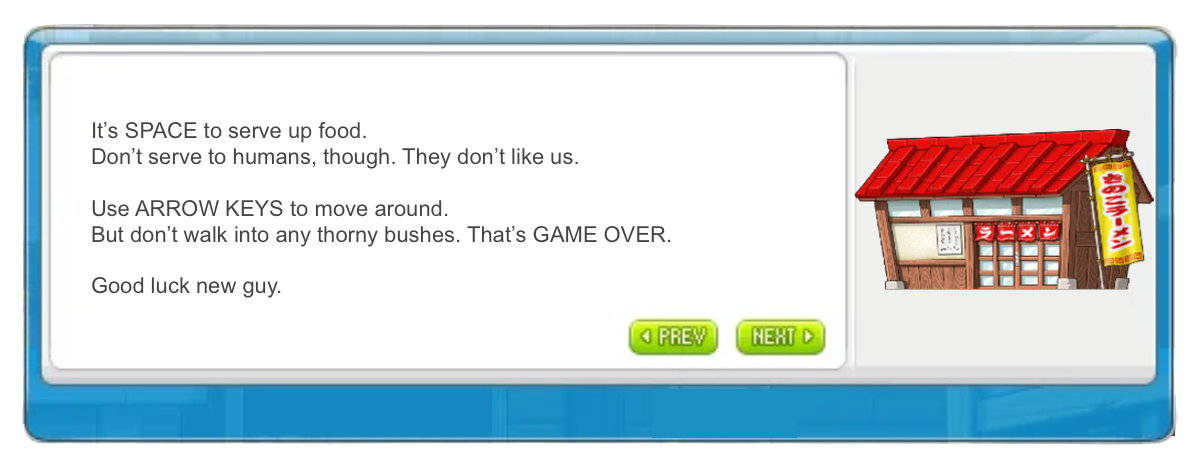 It’s SPACE to serve up food.
Don’t serve to humans, though. They don’t like us.
Use ARROW KEYS to move around.
But don’t walk into any thorny bushes. That’s GAME OVER.
Good luck new guy.
PREV
NEXT
ラーメン
きのこラーメン